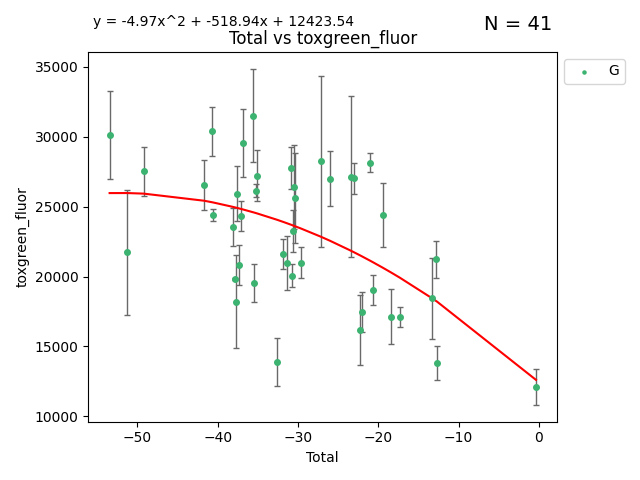 y = -4.97x^2 + -518.94x + 12423.54
N = 41
Total vs toxgreen_fluor
G
35000
30000
25000
20000
15000
10000
toxgreen_fluor
−50 −40 −30 −20 −10 0
Total